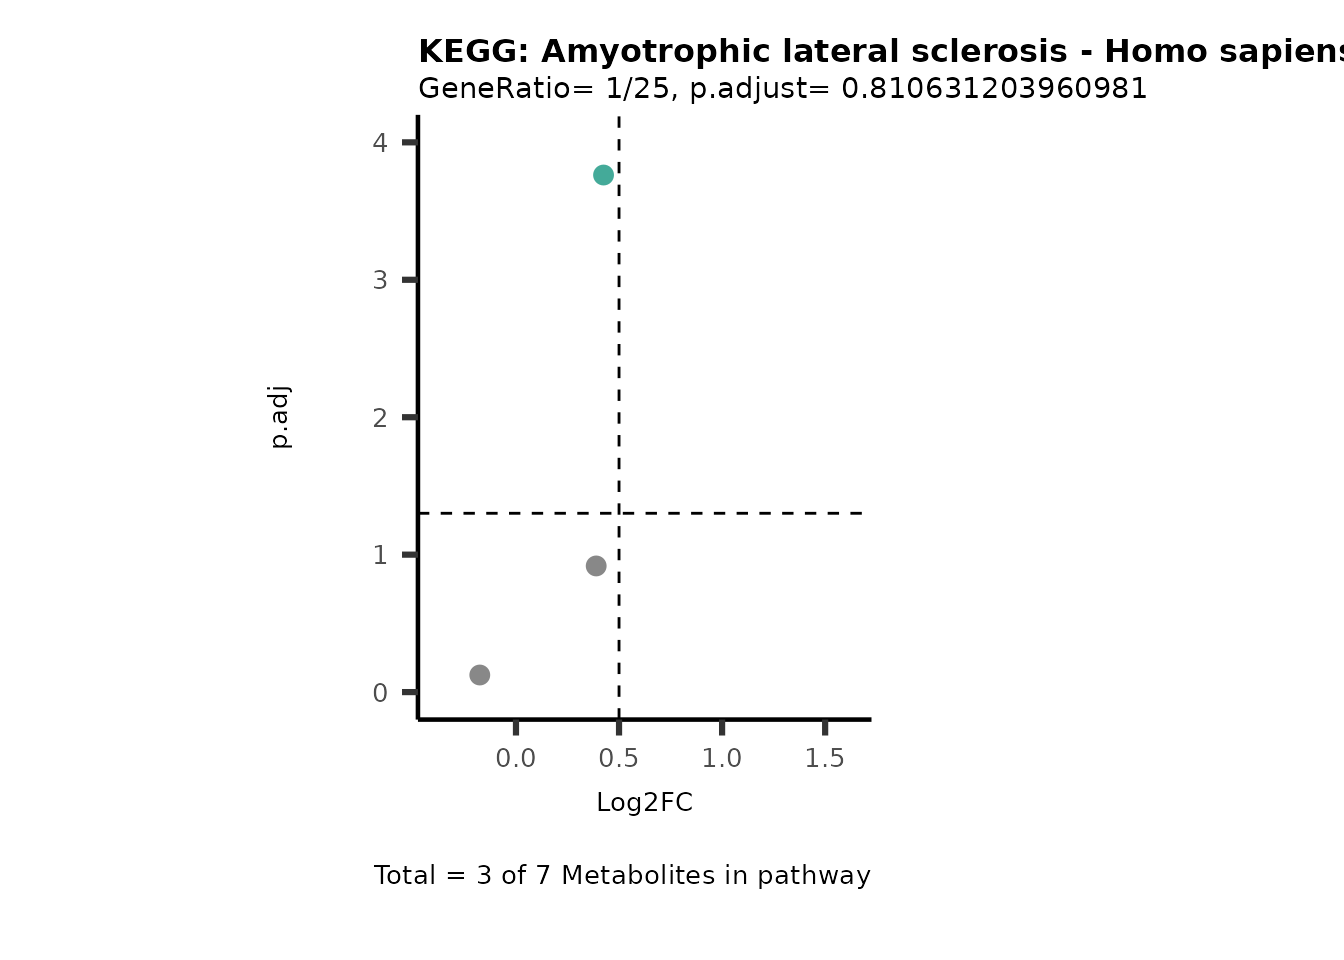 KEGG: Amyotrophic lateral sclerosis - Homo sapiens
GeneRatio= 1/25, p.adjust= 0.810631203960981
4
3
2
1
0
p.adj
0.0 0.5 1.0 1.5
Log2FC
Total = 3 of 7 Metabolites in pathway